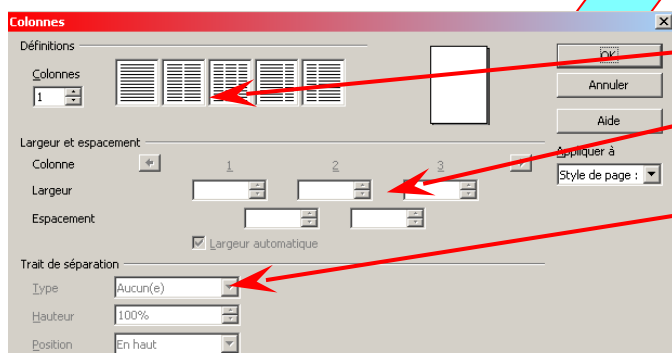 Colonnes
Définitions
Colonnes
1
OK
Annuler
Aide
Appliquer à
Style de page :
Largeur et espacement
Colonne 1 2 3
Largeur
Espacement
Largeur automatique
Trait de séparation
Type Aucun(e)
Hauteur 100%
Position En haut